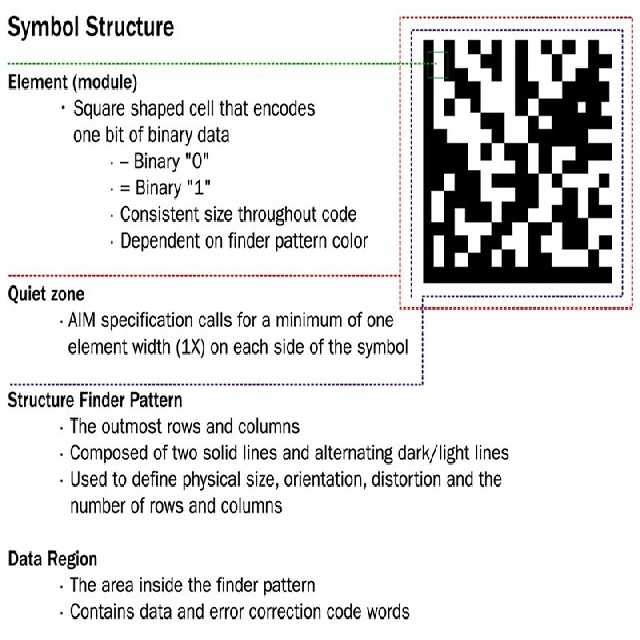 Symbol Structure
Element (module)
· Square shaped cell that encodes
one bit of binary data
· – Binary "0"
· = Binary "1"
· Consistent size throughout code
· Dependent on finder pattern color
Quiet zone
· AIM specification calls for a minimum of one
element width (1X) on each side of the symbol
Structure Finder Pattern
· The outmost rows and columns
· Composed of two solid lines and alternating dark/light lines
· Used to define physical size, orientation, distortion and the
number of rows and columns
Data Region
· The area inside the finder pattern
· Contains data and error correction code words